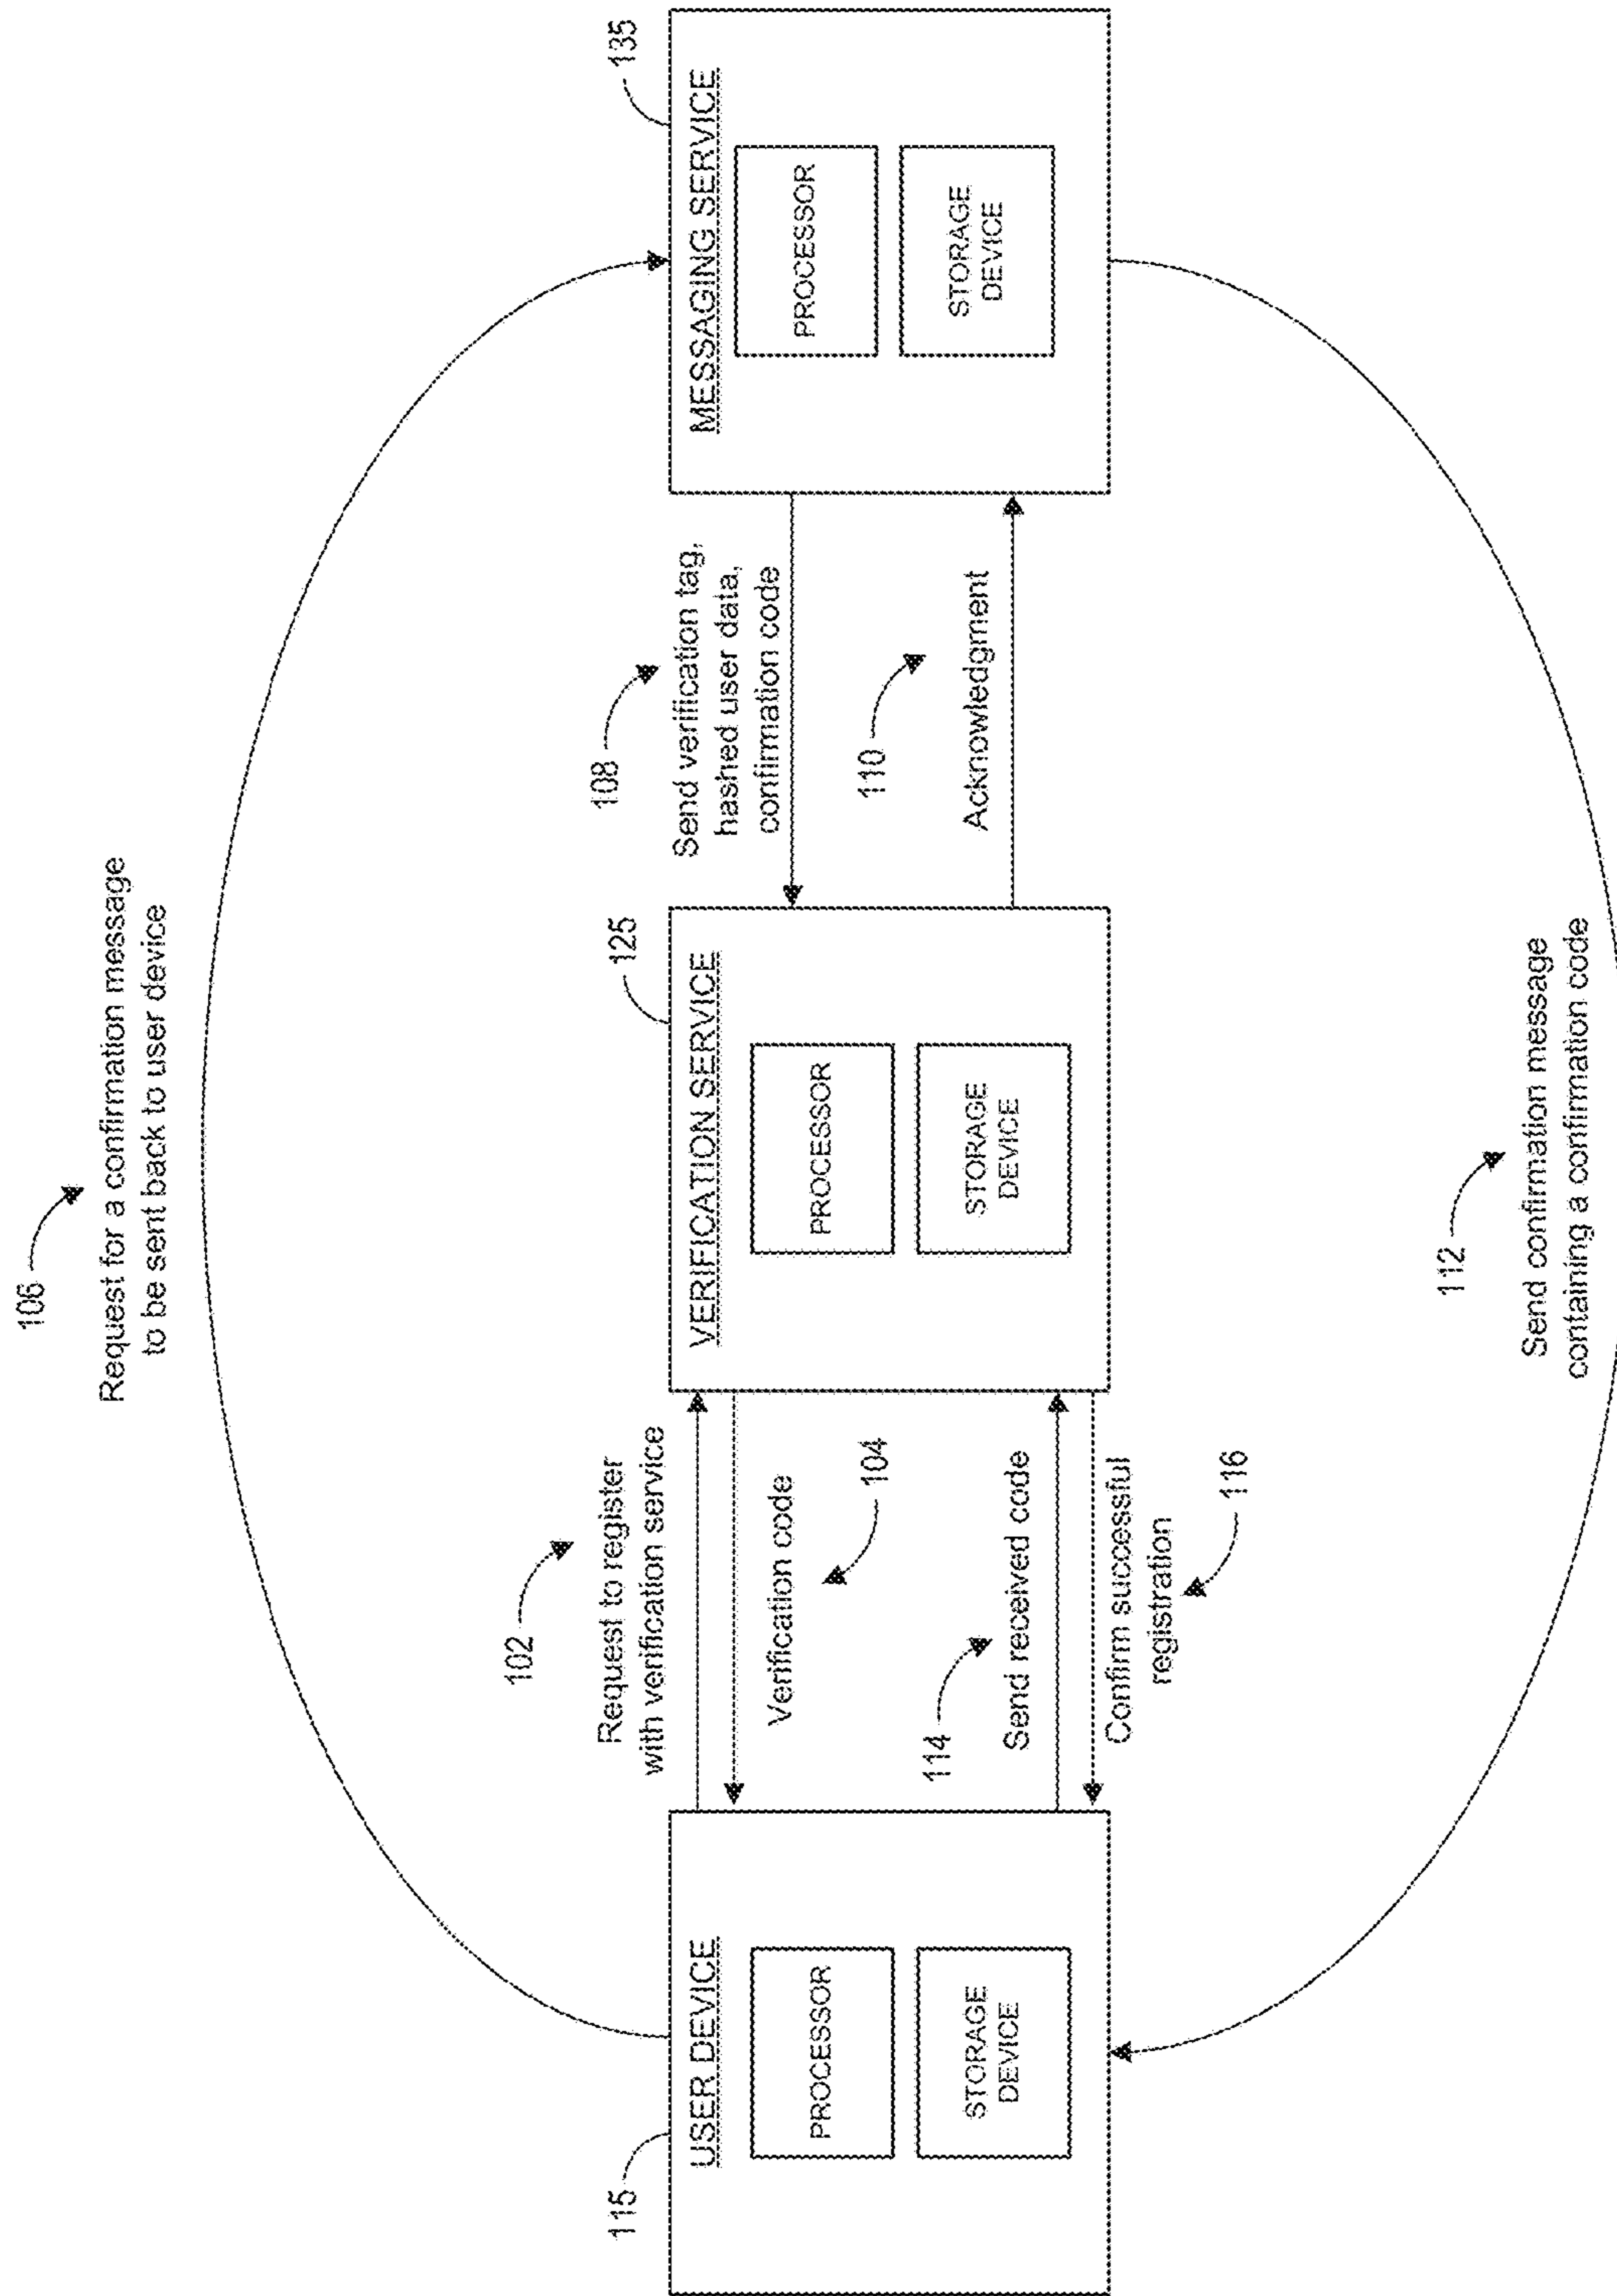 106
Request for a confirmation message
to be sent back to user device
102
Request to register
with verification service
108
Send verification tag,
hashed user data,
confirmation code
115
USER DEVICE
PROCESSOR
STORAGE
DEVICE
125
VERIFICATION SERVICE
PROCESSOR
STORAGE
DEVICE
135
MESSAGING SERVICE
PROCESSOR
STORAGE
DEVICE
Verification code
104
110
Acknowledgment
114
Send received code
Confirm successful
registration
116
112
Send confirmation message
containing a confirmation code